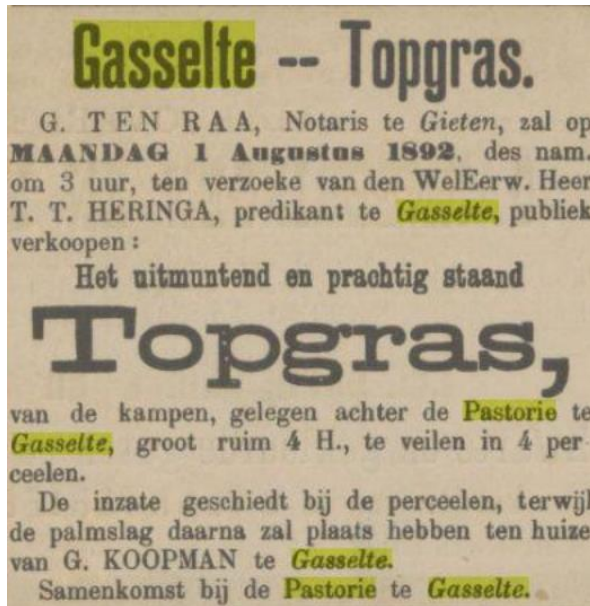 Gasselte -- Topgras.
G. TEN RAA, Notaris te Gieten, zal op
MAANDAG 1 Augustus 1892, des nam.
om 3 uur, ten verzoeke van den WelEerw. Heer
T. T. HERINGA, predikant te Gasselte, publiek
verkoopen :
Het uitmuntend en prachtig staand
Topgras,
van de kampen, gelegen achter de Pastorie te
Gasselte, groot ruim 4 H., te veilen in 4 per-
ceelen.
De inzate geschiedt bij de perceelen, terwijl
de palmslag daarna zal plaats hebben ten huize
van G. KOOPMAN te Gasselte.
Samenkomst bij de Pastorie te Gasselte.